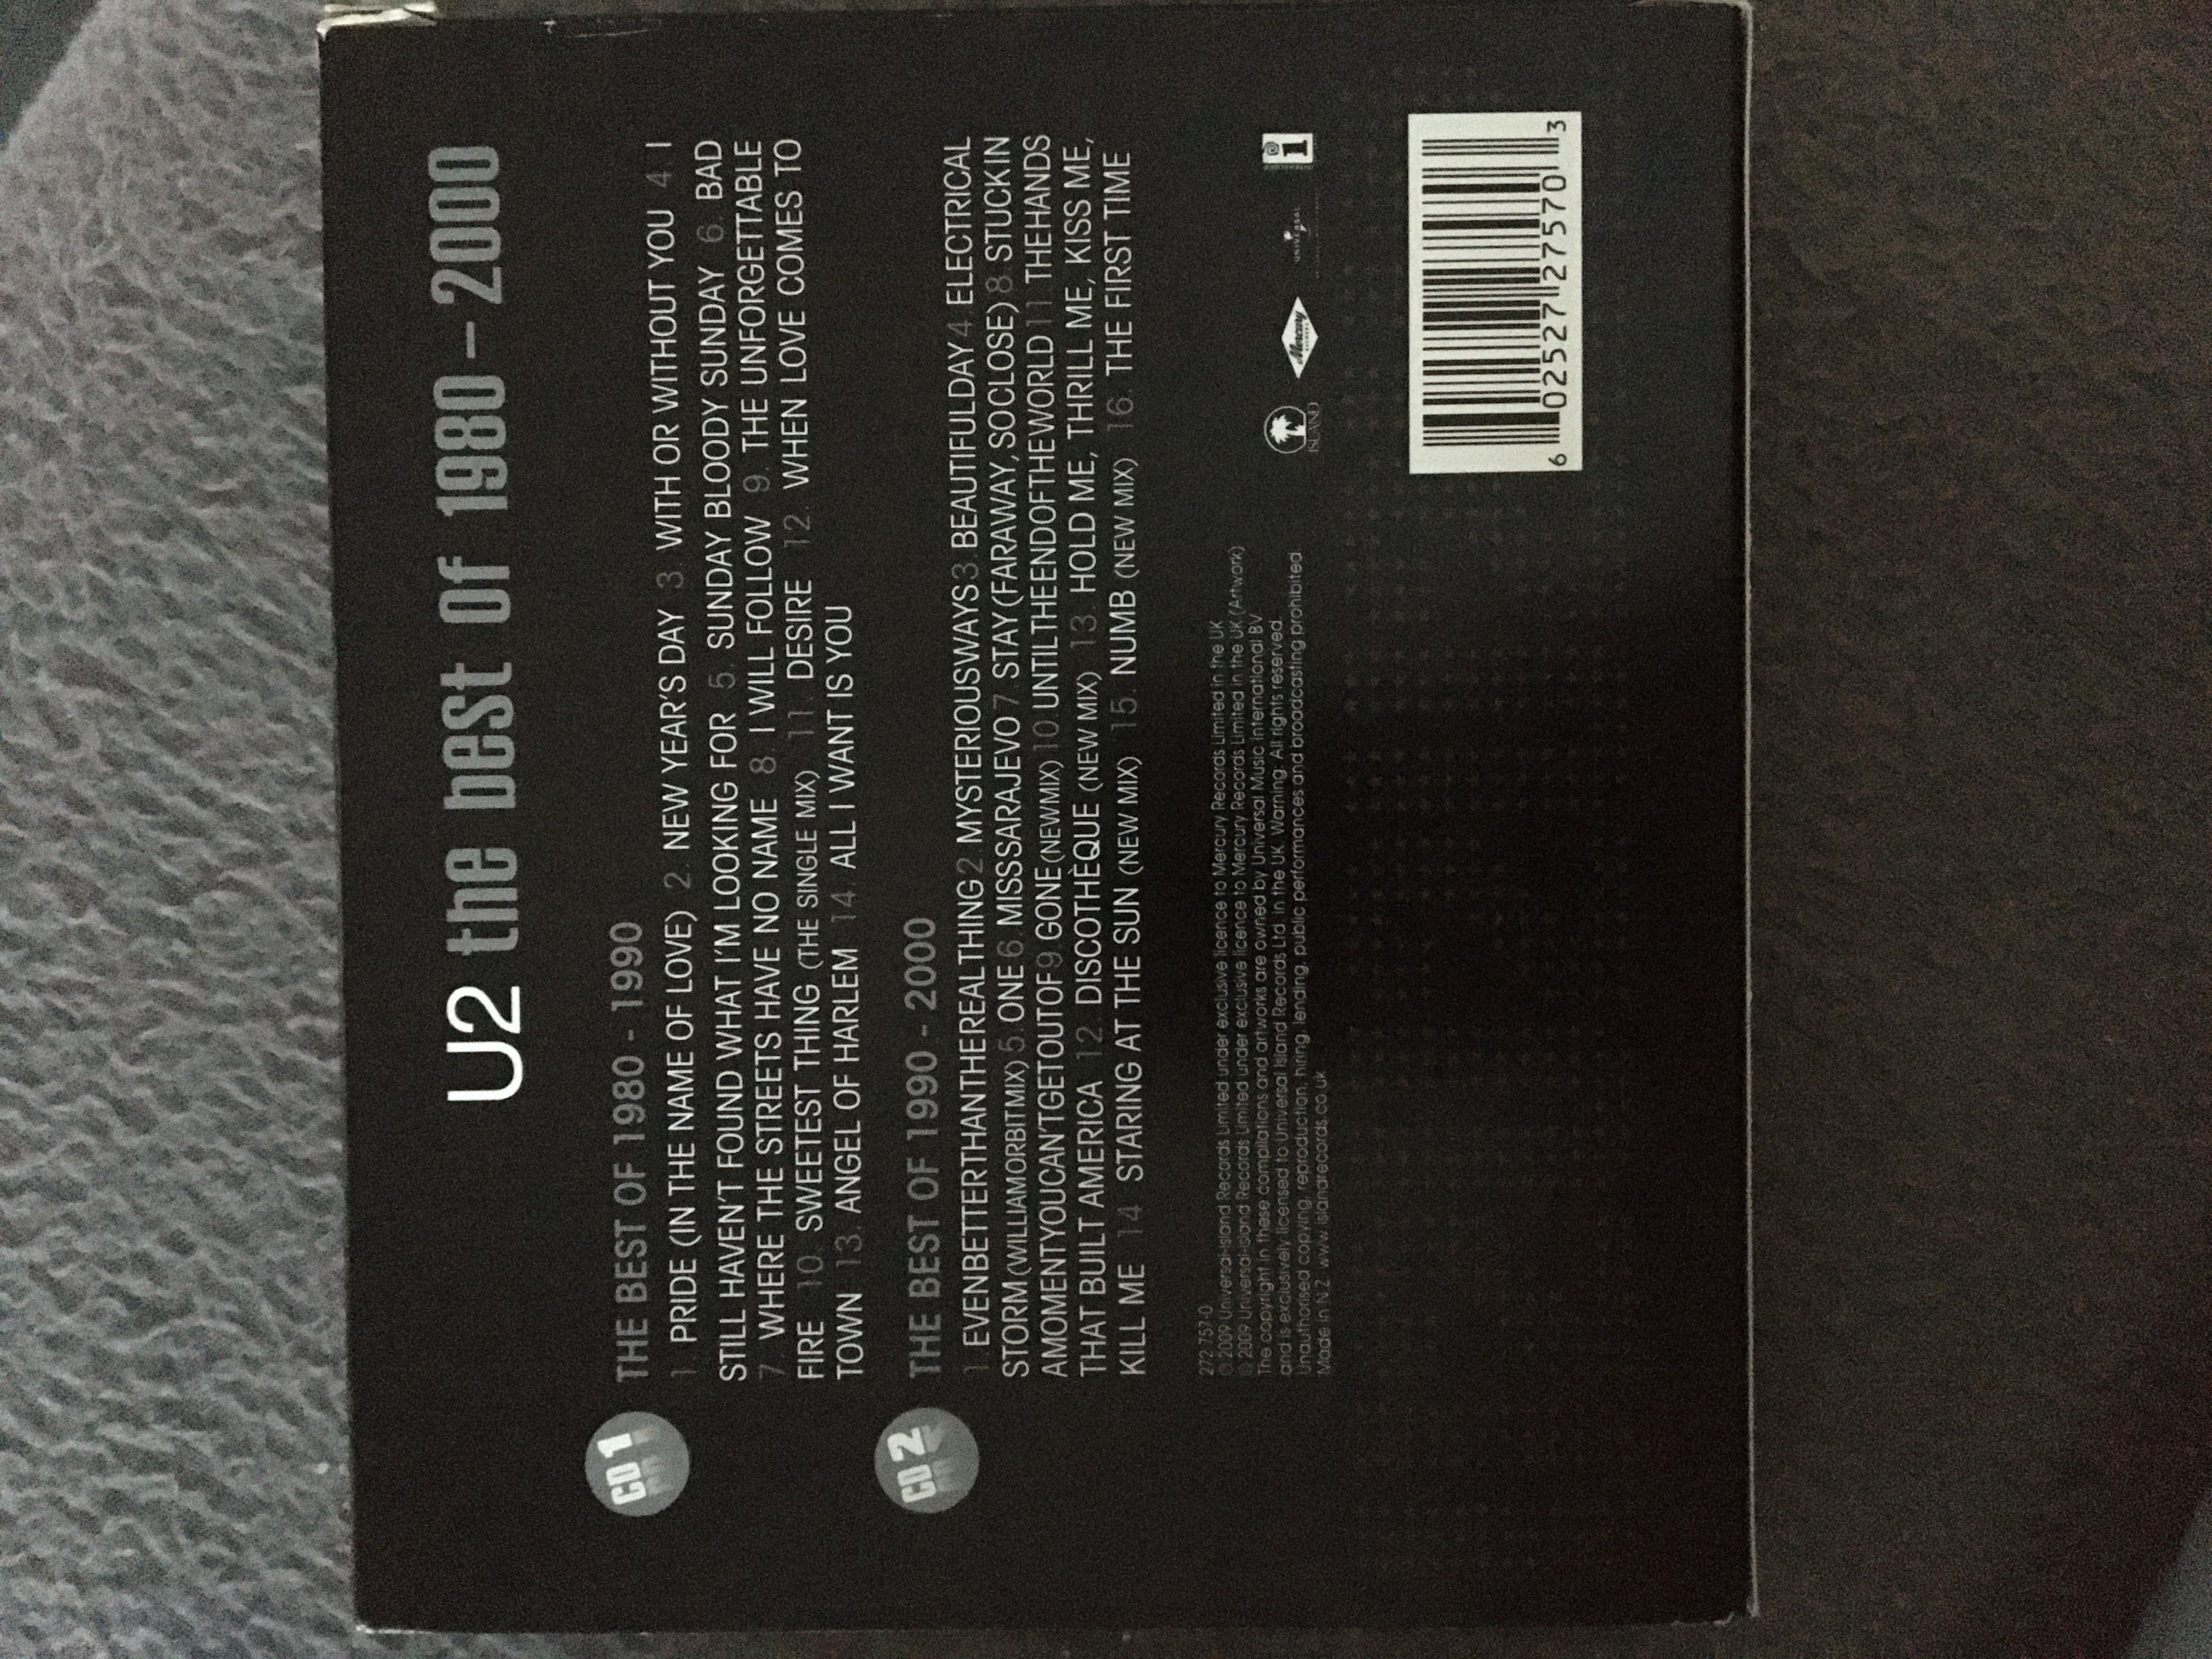 U2 the best of 1980 – 2000
CD 1
THE BEST OF 1980 - 1990
1. PRIDE (IN THE NAME OF LOVE) 2. NEW YEAR'S DAY 3. WITH OR WITHOUT YOU 4. I
STILL HAVEN'T FOUND WHAT I'M LOOKING FOR 5. SUNDAY BLOODY SUNDAY 6. BAD
7. WHERE THE STREETS HAVE NO NAME 8. I WILL FOLLOW 9. THE UNFORGETTABLE
FIRE 10. SWEETEST THING (THE SINGLE MIX) 11. DESIRE 12. WHEN LOVE COMES TO
TOWN 13. ANGEL OF HARLEM 14. ALL I WANT IS YOU
CD 2
THE BEST OF 1990 - 2000
1. EVENBETTERTHANTHEREALTHING 2. MYSTERIOUSWAYS 3. BEAUTIFULDAY 4. ELECTRICAL
STORM (WILLIAMORBITMIX) 5. ONE 6. MISSSARAJEVO 7. STAY (FARAWAY, SOCLOSE) 8. STUCKIN
AMOMENTYOUCAN'TGETOUTOF 9. GONE (NEWMIX) 10. UNTILTHEENDOFTHEWORLD 11. THEHANDS
THAT BUILT AMERICA 12. DISCOTHÈQUE (NEW MIX) 13. HOLD ME, THRILL ME, KISS ME,
KILL ME 14. STARING AT THE SUN (NEW MIX) 15. NUMB (NEW MIX) 16. THE FIRST TIME
272 757-0
℗ 2009 Universal-Island Records Limited under exclusive licence to Mercury Records Limited in the UK
© 2009 Universal-Island Records Limited under exclusive licence to Mercury Records Limited in the UK (Artwork)
The copyright in these compilations and artworks are owned by Universal Music International BV
and is exclusively licensed to Universal Island Records Ltd. in the UK. Warning: All rights reserved.
Unauthorised copying, reproduction, hiring, lending, public performances and broadcasting prohibited.
Made in N.Z. www.islandrecords.co.uk
ISLAND
Mercury
UNIVERSAL
i
6 02527 27570 3